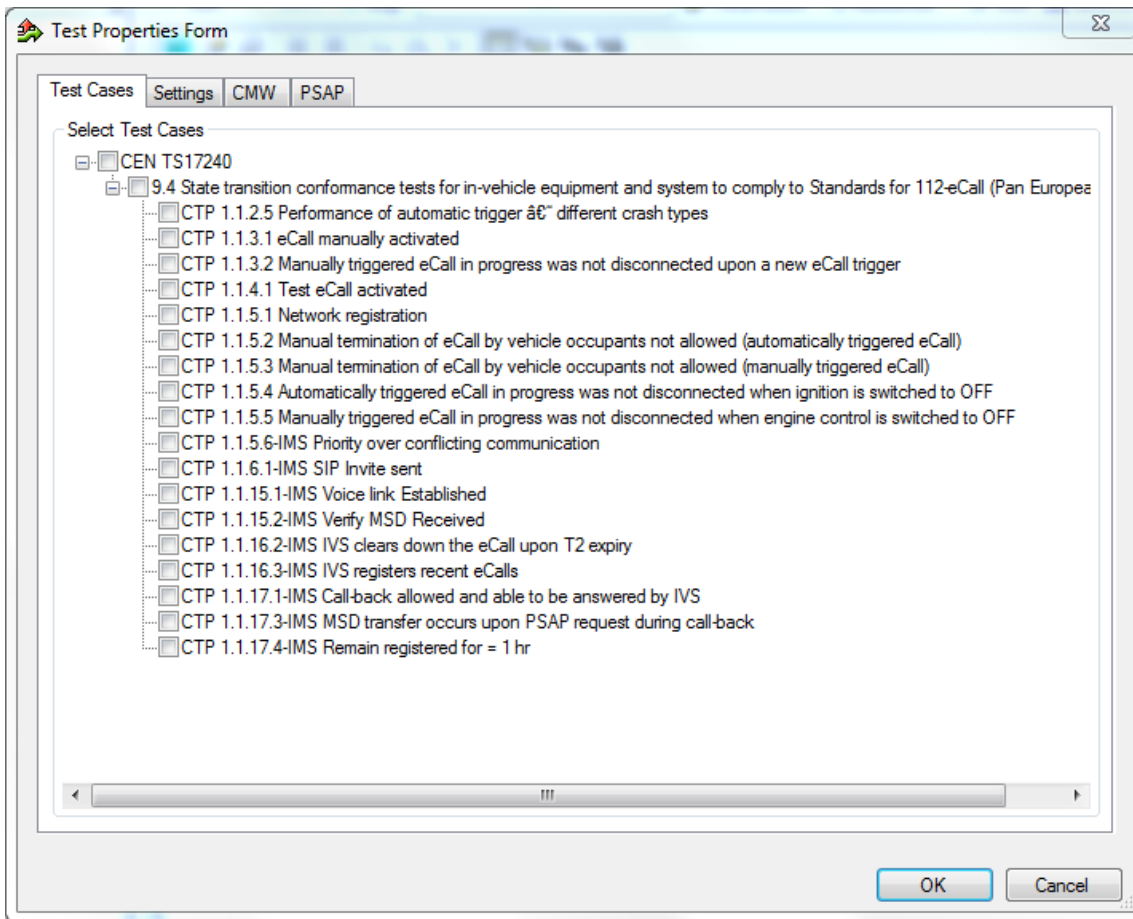 Test Properties Form
Test Cases Settings CMW PSAP
Select Test Cases
CEN TS17240
9.4 State transition conformance tests for in-vehicle equipment and system to comply to Standards for 112-eCall (Pan Europea
CTP 1.1.2.5 Performance of automatic trigger â€“ different crash types
CTP 1.1.3.1 eCall manually activated
CTP 1.1.3.2 Manually triggered eCall in progress was not disconnected upon a new eCall trigger
CTP 1.1.4.1 Test eCall activated
CTP 1.1.5.1 Network registration
CTP 1.1.5.2 Manual termination of eCall by vehicle occupants not allowed (automatically triggered eCall)
CTP 1.1.5.3 Manual termination of eCall by vehicle occupants not allowed (manually triggered eCall)
CTP 1.1.5.4 Automatically triggered eCall in progress was not disconnected when ignition is switched to OFF
CTP 1.1.5.5 Manually triggered eCall in progress was not disconnected when engine control is switched to OFF
CTP 1.1.5.6-IMS Priority over conflicting communication
CTP 1.1.6.1-IMS SIP Invite sent
CTP 1.1.15.1-IMS Voice link Established
CTP 1.1.15.2-IMS Verify MSD Received
CTP 1.1.16.2-IMS IVS clears down the eCall upon T2 expiry
CTP 1.1.16.3-IMS IVS registers recent eCalls
CTP 1.1.17.1-IMS Call-back allowed and able to be answered by IVS
CTP 1.1.17.3-IMS MSD transfer occurs upon PSAP request during call-back
CTP 1.1.17.4-IMS Remain registered for = 1 hr
OK Cancel